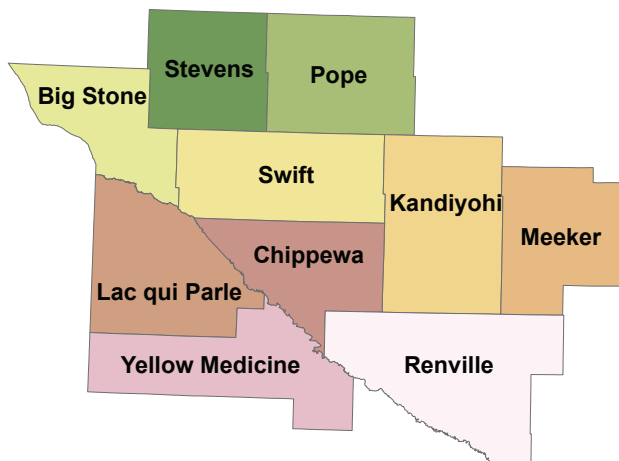 Stevens
Pope
Big Stone
Swift
Kandiyohi
Meeker
Chippewa
Lac qui Parle
Yellow Medicine
Renville